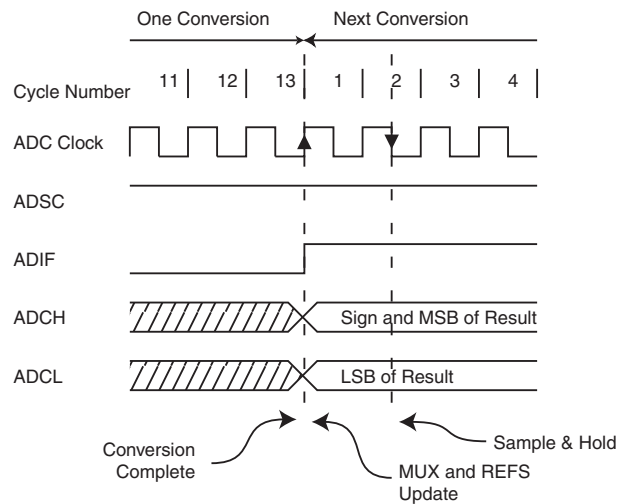 One Conversion Next Conversion
Cycle Number 11 12 13 1 2 3 4
ADC Clock
ADSC
ADIF
ADCH Sign and MSB of Result
ADCL LSB of Result
Conversion
Complete
MUX and REFS
Update
Sample & Hold